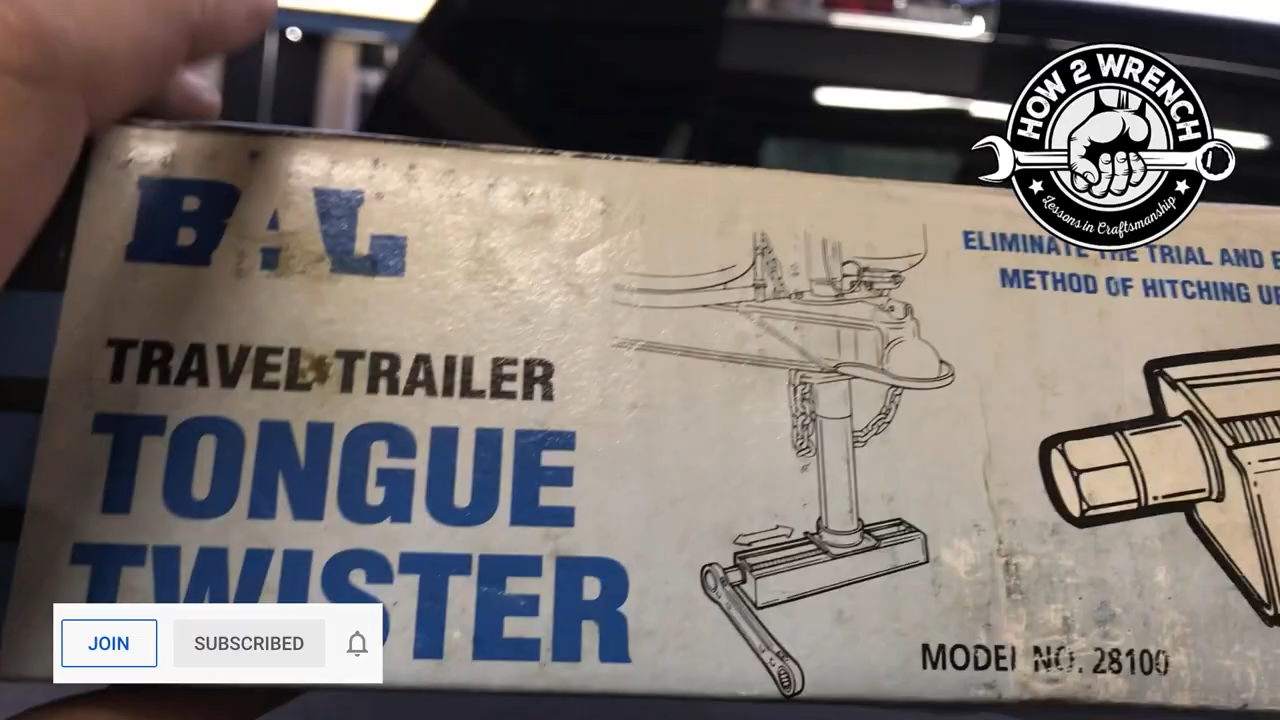 BAL
TRAVEL TRAILER
TONGUE
TWISTER
ELIMINATE THE TRIAL AND E
METHOD OF HITCHING UP
MODEL NO. 28100
HOW 2 WRENCH
Lessons in Craftsmanship
JOIN
SUBSCRIBED